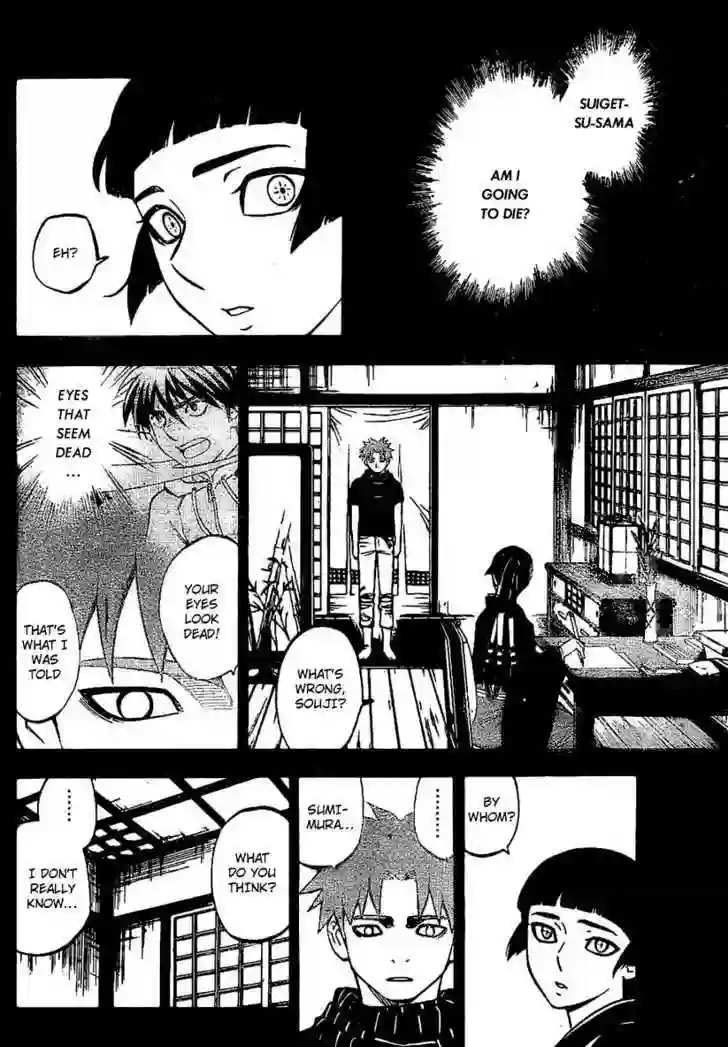 SUIGET-
SU-SAMA
AM I
GOING
TO DIE?
EH?
WHAT'S
WRONG,
SOUJI?
EYES
THAT
SEEM
DEAD
...
YOUR
EYES
LOOK
DEAD!
THAT'S
WHAT I
WAS
TOLD
BY
WHOM?
......
SUMI-
MURA...
WHAT
DO YOU
THINK?
......
I DON'T
REALLY
KNOW...